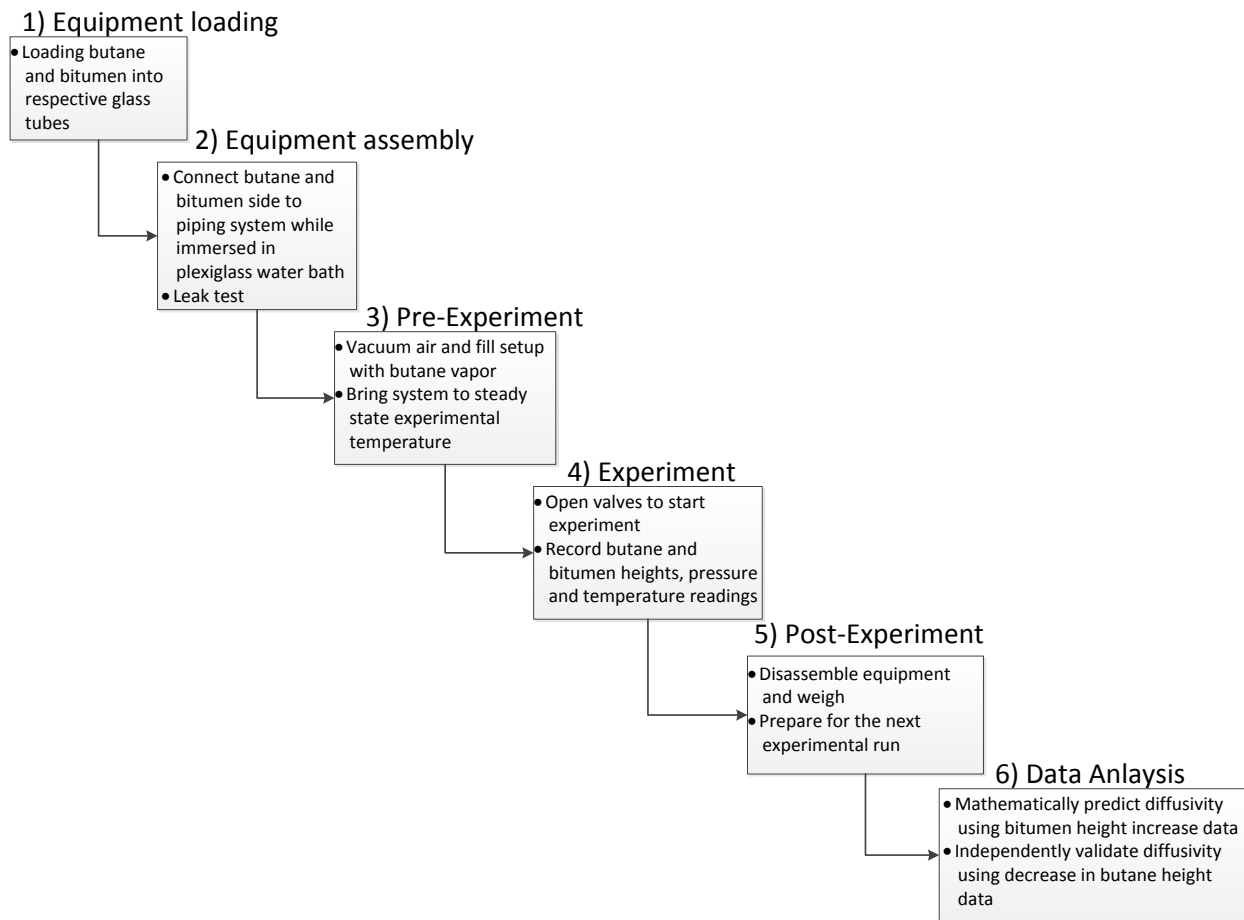 1) Equipment loading
• Loading butane
and bitumen into
respective glass
tubes
2) Equipment assembly
• Connect butane and
bitumen side to
piping system while
immersed in
plexiglass water bath
• Leak test
3) Pre-Experiment
• Vacuum air and fill setup
with butane vapor
• Bring system to steady
state experimental
temperature
4) Experiment
• Open valves to start
experiment
• Record butane and
bitumen heights, pressure
and temperature readings
5) Post-Experiment
• Disassemble equipment
and weigh
• Prepare for the next
experimental run
6) Data Anlaysis
• Mathematically predict diffusivity
using bitumen height increase data
• Independently validate diffusivity
using decrease in butane height
data